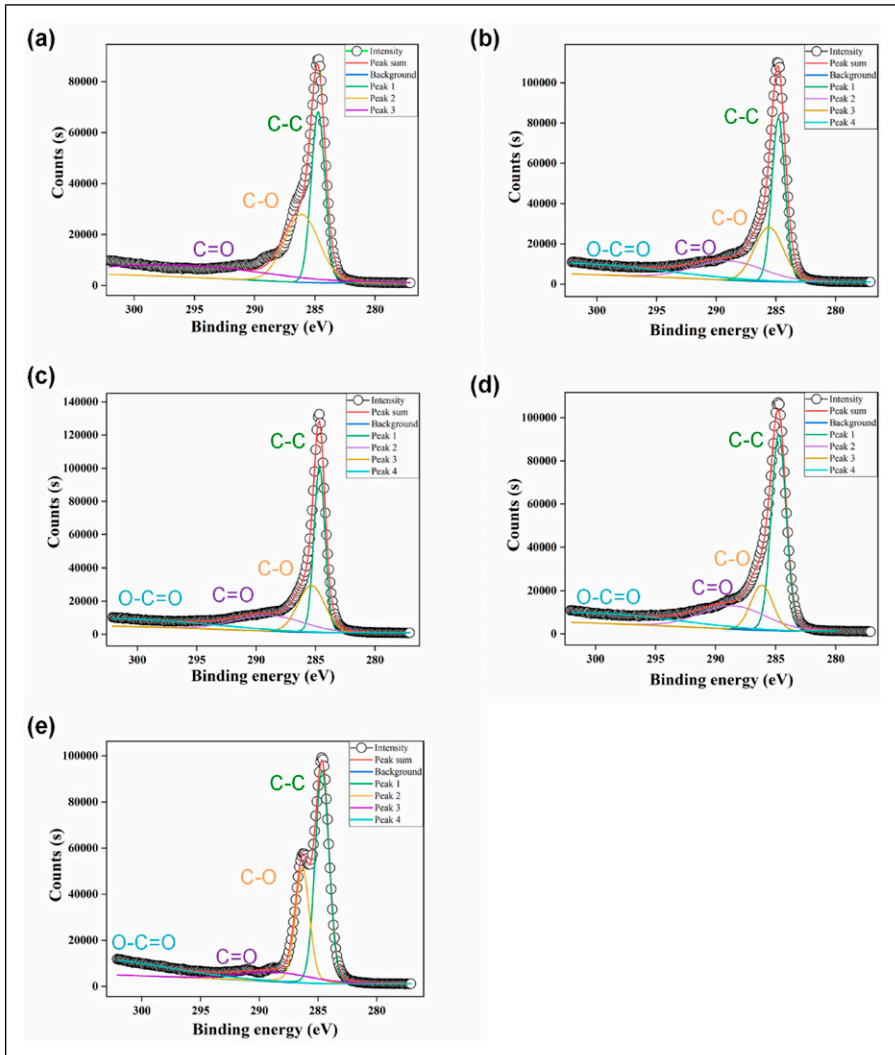 (a)
Intensity
Peak sum
Background
Peak 1
Peak 2
Peak 3
C-C
C-O
C=O
Counts (s)
80000
60000
40000
20000
0
300
295
290
285
280
Binding energy (eV)
(b)
Intensity
Peak sum
Background
Peak 1
Peak 2
Peak 3
Peak 4
C-C
C-O
C=O
O-C=O
Counts (s)
100000
80000
60000
40000
20000
0
300
295
290
285
280
Binding energy (eV)
(c)
Intensity
Peak sum
Background
Peak 1
Peak 2
Peak 3
Peak 4
C-C
C-O
C=O
O-C=O
Counts (s)
140000
120000
100000
80000
60000
40000
20000
0
300
295
290
285
280
Binding energy (eV)
(d)
Intensity
Peak sum
Background
Peak 1
Peak 2
Peak 3
Peak 4
C-C
C-O
C=O
O-C=O
Counts (s)
100000
80000
60000
40000
20000
0
300
295
290
285
280
Binding energy (eV)
(e)
Intensity
Peak sum
Background
Peak 1
Peak 2
Peak 3
Peak 4
C-C
C-O
C=O
O-C=O
Counts (s)
100000
80000
60000
40000
20000
0
300
295
290
285
280
Binding energy (eV)